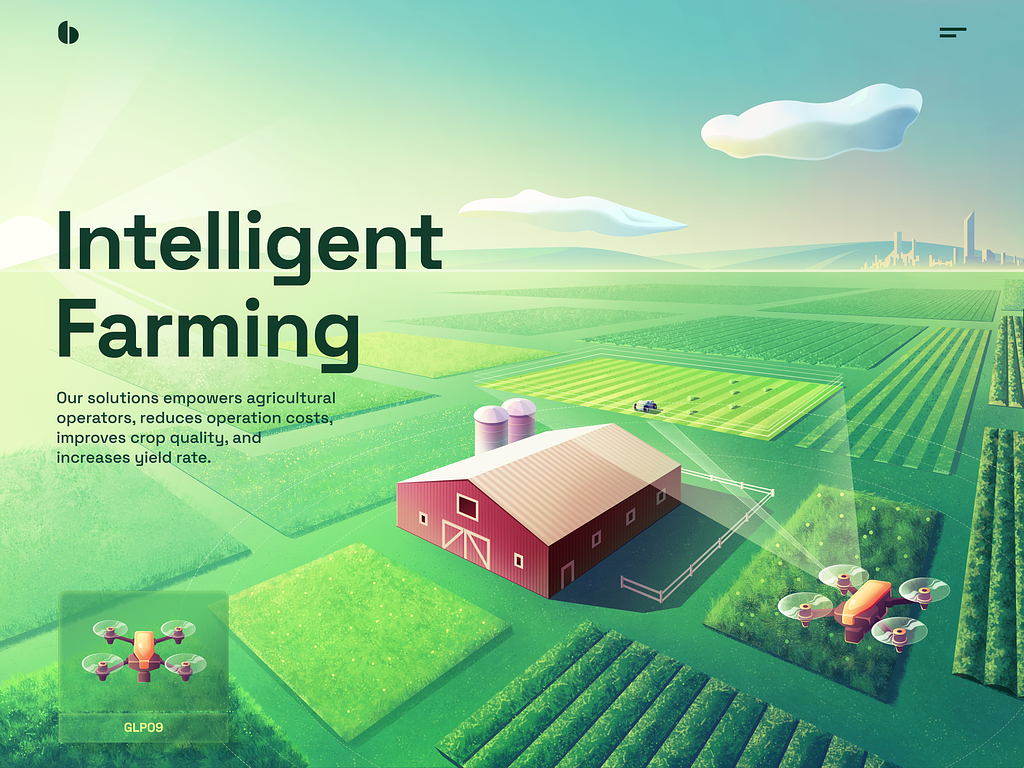 Intelligent
Farming
Our solutions empowers agricultural
operators, reduces operation costs,
improves crop quality, and
increases yield rate.
GLP09